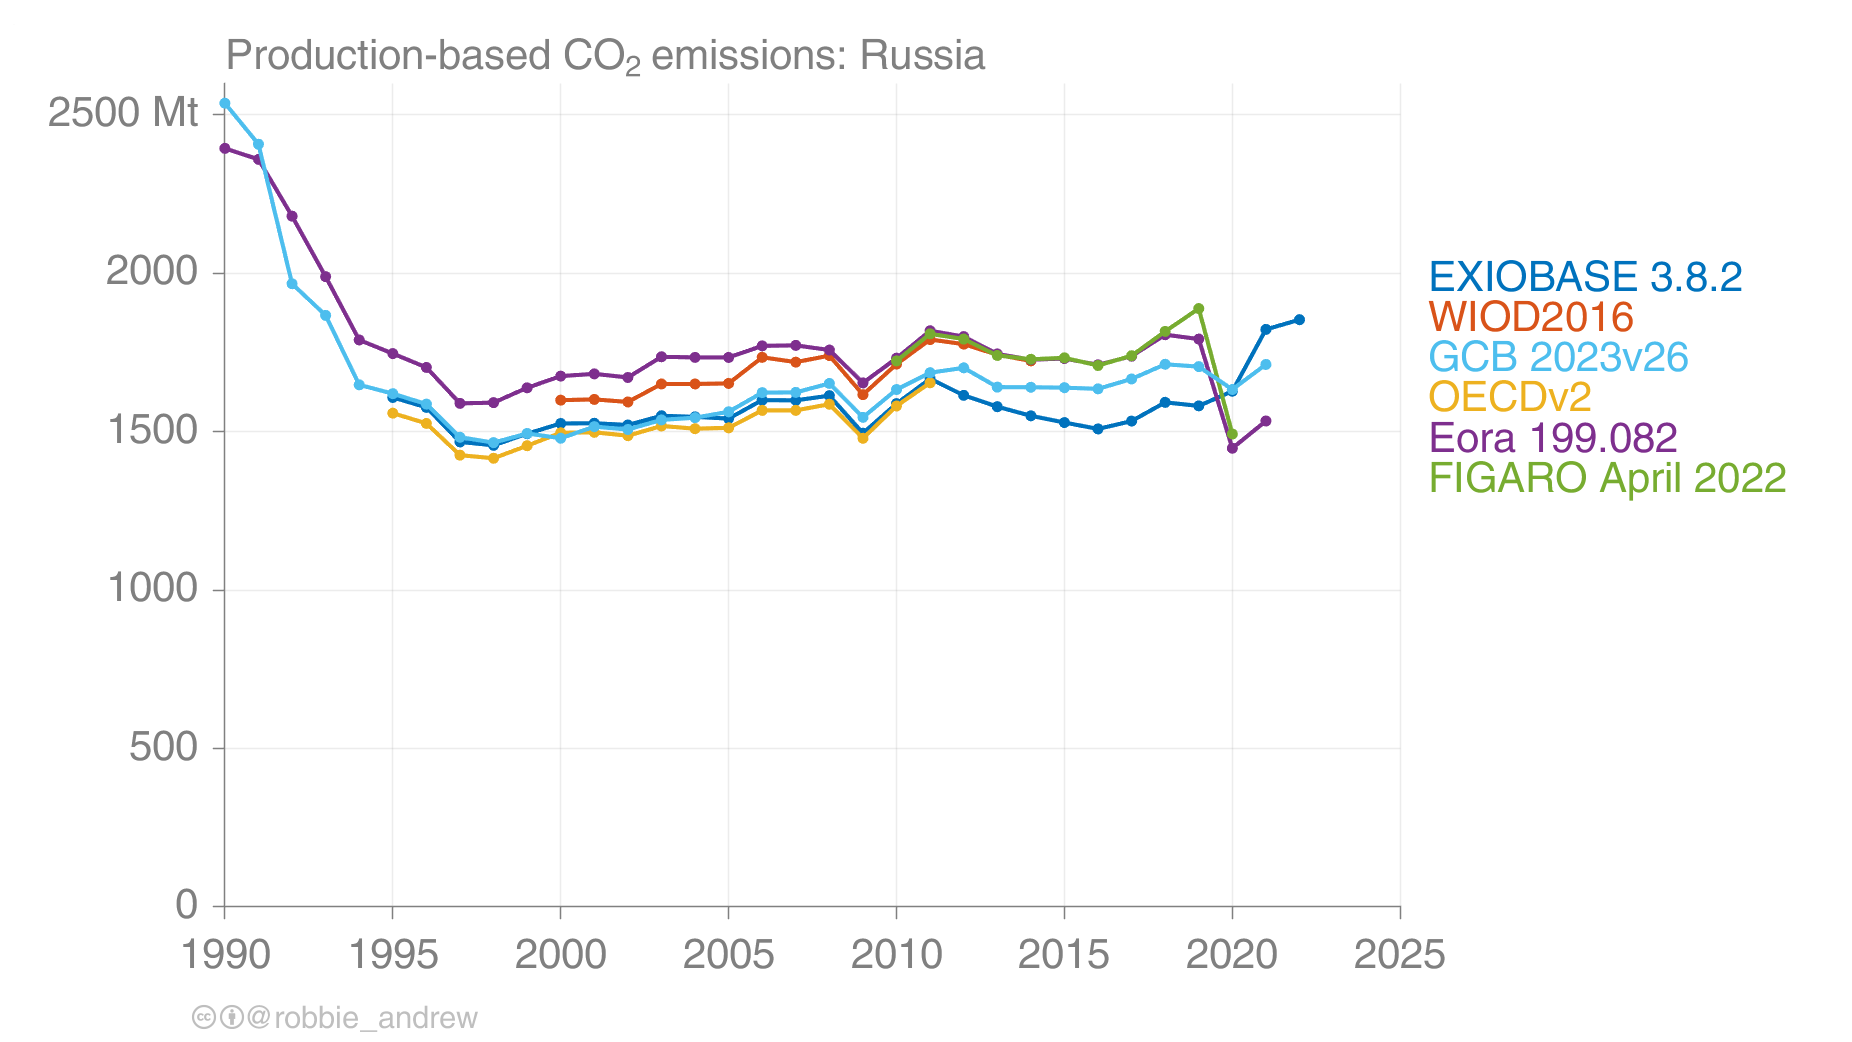 Production-based CO₂ emissions: Russia
2500 Mt
2000
1500
1000
500
0
1990 1995 2000 2005 2010 2015 2020 2025
EXIOBASE 3.8.2
WIOD2016
GCB 2023v26
OECDv2
Eora 199.082
FIGARO April 2022
cc @robbie_andrew